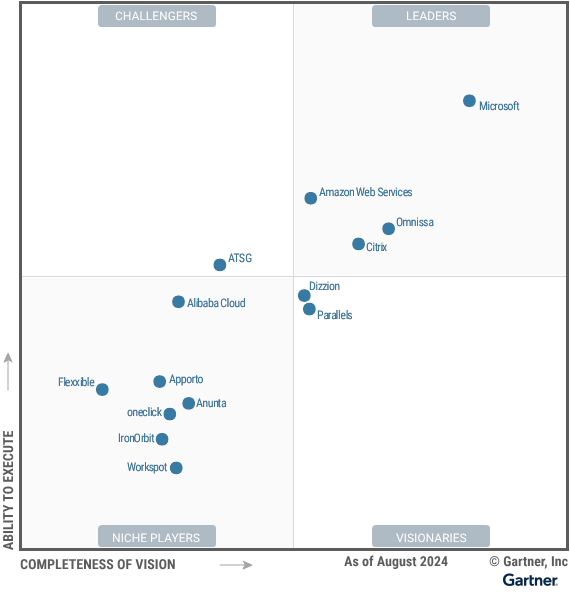 CHALLENGERS
LEADERS
Microsoft
Amazon Web Services
Omnissa
Citrix
ATSG
Dizzion
Alibaba Cloud
Parallels
Flexxible
Apporto
Anunta
oneclick
IronOrbit
Workspot
NICHE PLAYERS
VISIONARIES
ABILITY TO EXECUTE
COMPLETENESS OF VISION
As of August 2024
© Gartner, Inc
Gartner